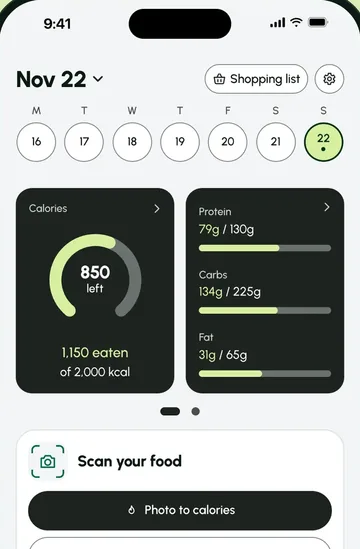 9:41
Nov 22
Shopping list
M T W T F S S
16 17 18 19 20 21 22
Calories
850
left
1,150 eaten
of 2,000 kcal
Protein
79g / 130g
Carbs
134g / 225g
Fat
31g / 65g
Scan your food
Photo to calories